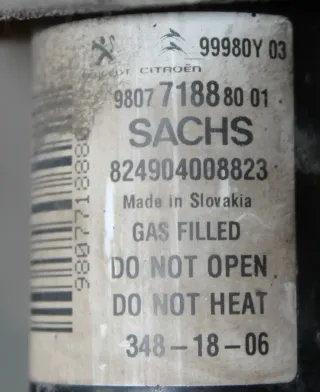 99980Y 03
PEUGEOT CITROËN
9807 7188 80 01
SACHS
824904008823
Made in Slovakia
GAS FILLED
DO NOT OPEN
DO NOT HEAT
348-18-06